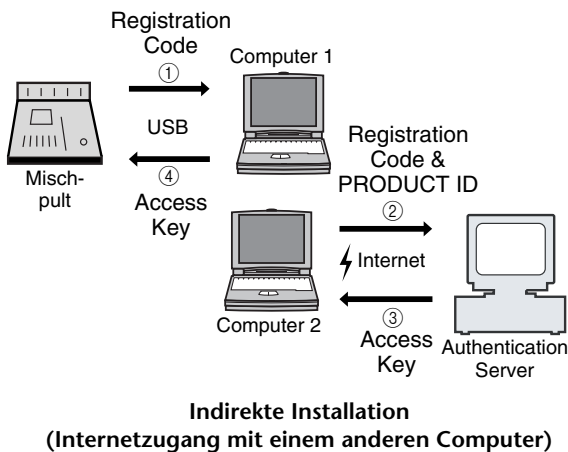 Registration
Code
①
Computer 1
USB
④
Access
Key
Misch-
pult
Registration
Code &
PRODUCT ID
②
Internet
③
Access
Key
Computer 2
Authentication
Server
Indirekte Installation
(Internetzugang mit einem anderen Computer)